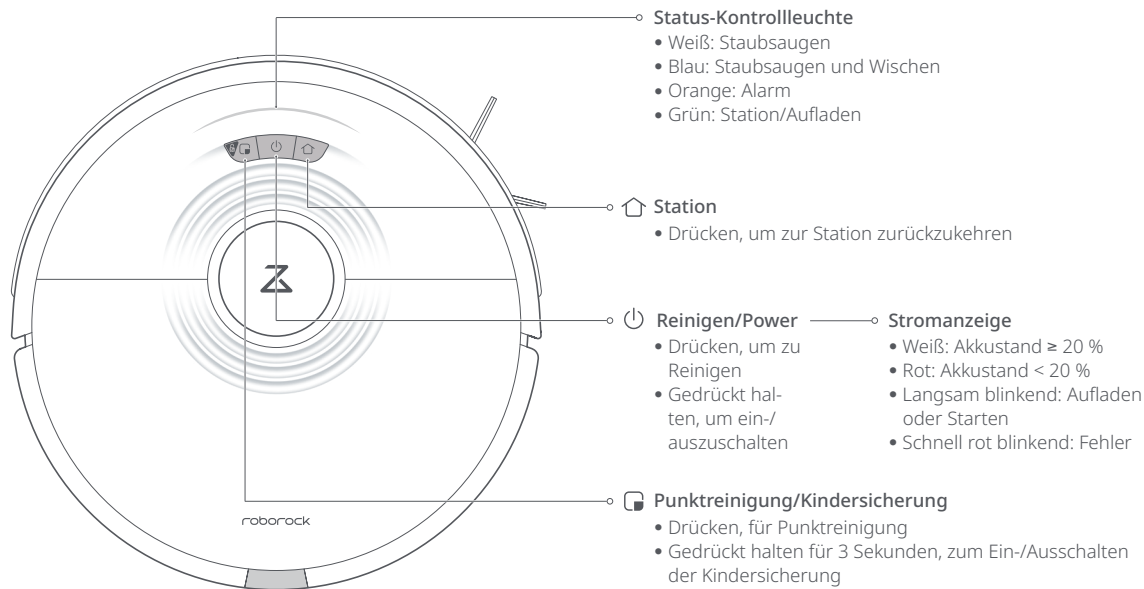 Status-Kontrollleuchte
• Weiß: Staubsaugen
• Blau: Staubsaugen und Wischen
• Orange: Alarm
• Grün: Station/Aufladen
Station
• Drücken, um zur Station zurückzukehren
Reinigen/Power
• Drücken, um zu
Reinigen
• Gedrückt hal-
ten, um ein-/
auszuschalten
Stromanzeige
• Weiß: Akkustand ≥ 20 %
• Rot: Akkustand < 20 %
• Langsam blinkend: Aufladen
oder Starten
• Schnell rot blinkend: Fehler
Punktreinigung/Kindersicherung
• Drücken, für Punktreinigung
• Gedrückt halten für 3 Sekunden, zum Ein-/Ausschalten
der Kindersicherung
roborock